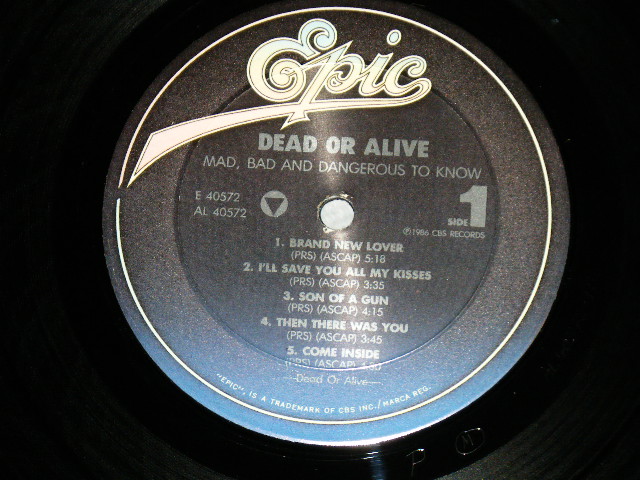 Epic
DEAD OR ALIVE
MAD, BAD AND DANGEROUS TO KNOW
E 40572
AL 40572
SIDE 1
℗1986 CBS RECORDS
1. BRAND NEW LOVER
(PRS) (ASCAP) 5:18
2. I'LL SAVE YOU ALL MY KISSES
(PRS) (ASCAP) 3:35
3. SON OF A GUN
(PRS) (ASCAP) 4:15
4. THEN THERE WAS YOU
(PRS) (ASCAP) 3:45
5. COME INSIDE
(PRS) (ASCAP)
—Dead Or Alive—
"EPIC", IS A TRADEMARK OF CBS INC./MARCA REG.
P M